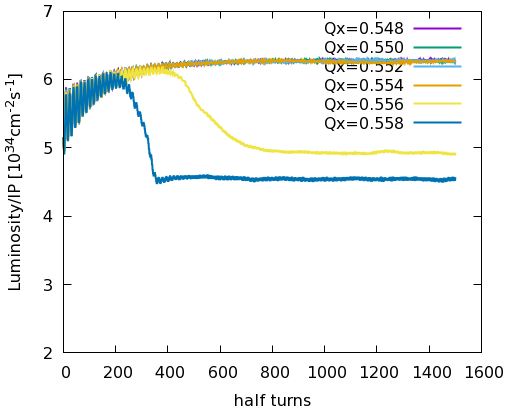 7
6
5
4
3
2
Luminosity/IP [10³⁴cm⁻²s⁻¹]
Qx=0.548
Qx=0.550
Qx=0.552
Qx=0.554
Qx=0.556
Qx=0.558
0 200 400 600 800 1000 1200 1400 1600
half turns